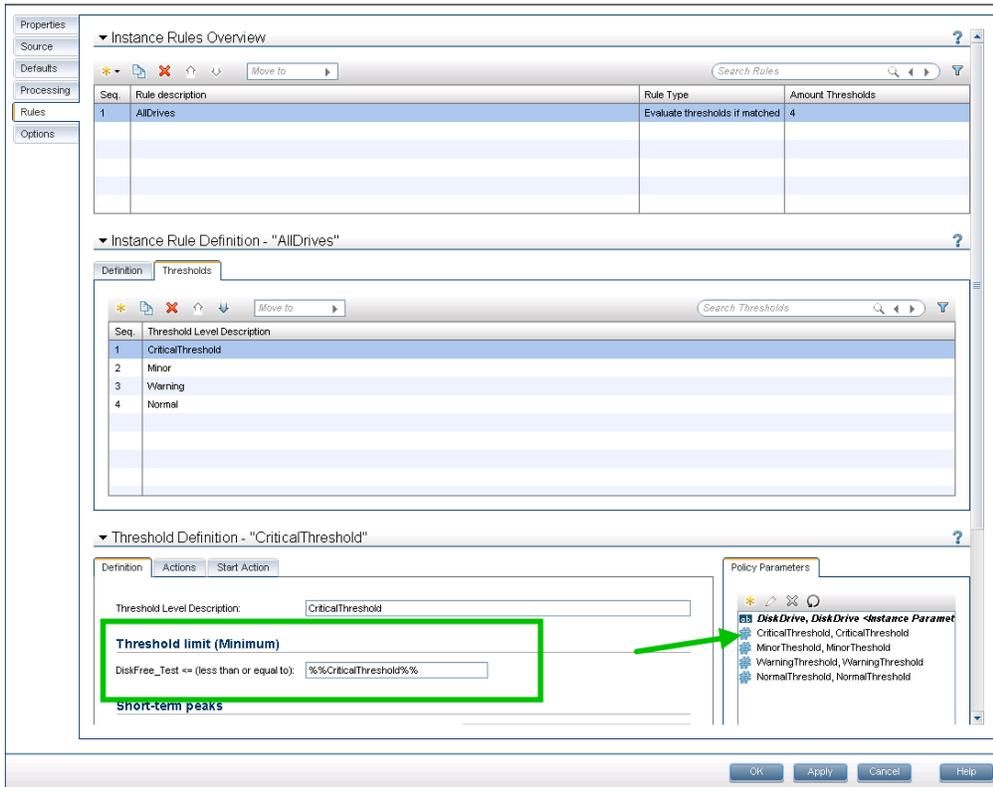 Properties
Source
Defaults
Processing
Rules
Options
Instance Rules Overview
?
Move to
Search Rules
Seq. Rule description Rule Type Amount Thresholds
1 AllDrives Evaluate thresholds if matched 4
Instance Rule Definition - "AllDrives"
?
Definition Thresholds
Move to
Search Thresholds
Seq. Threshold Level Description
1 CriticalThreshold
2 Minor
3 Warning
4 Normal
Threshold Definition - "CriticalThreshold"
?
Definition Actions Start Action
Threshold Level Description: CriticalThreshold
Threshold limit (Minimum)
DiskFree_Test <= (less than or equal to): %%CriticalThreshold%%
Short-term peaks
Policy Parameters
ab DiskDrive, DiskDrive <Instance Paramet
# CriticalThreshold, CriticalThreshold
# MinorTheshold, MinorTheshold
# WarningThreshold, WarningThreshold
# NormalThreshold, NormalThreshold
OK Apply Cancel Help